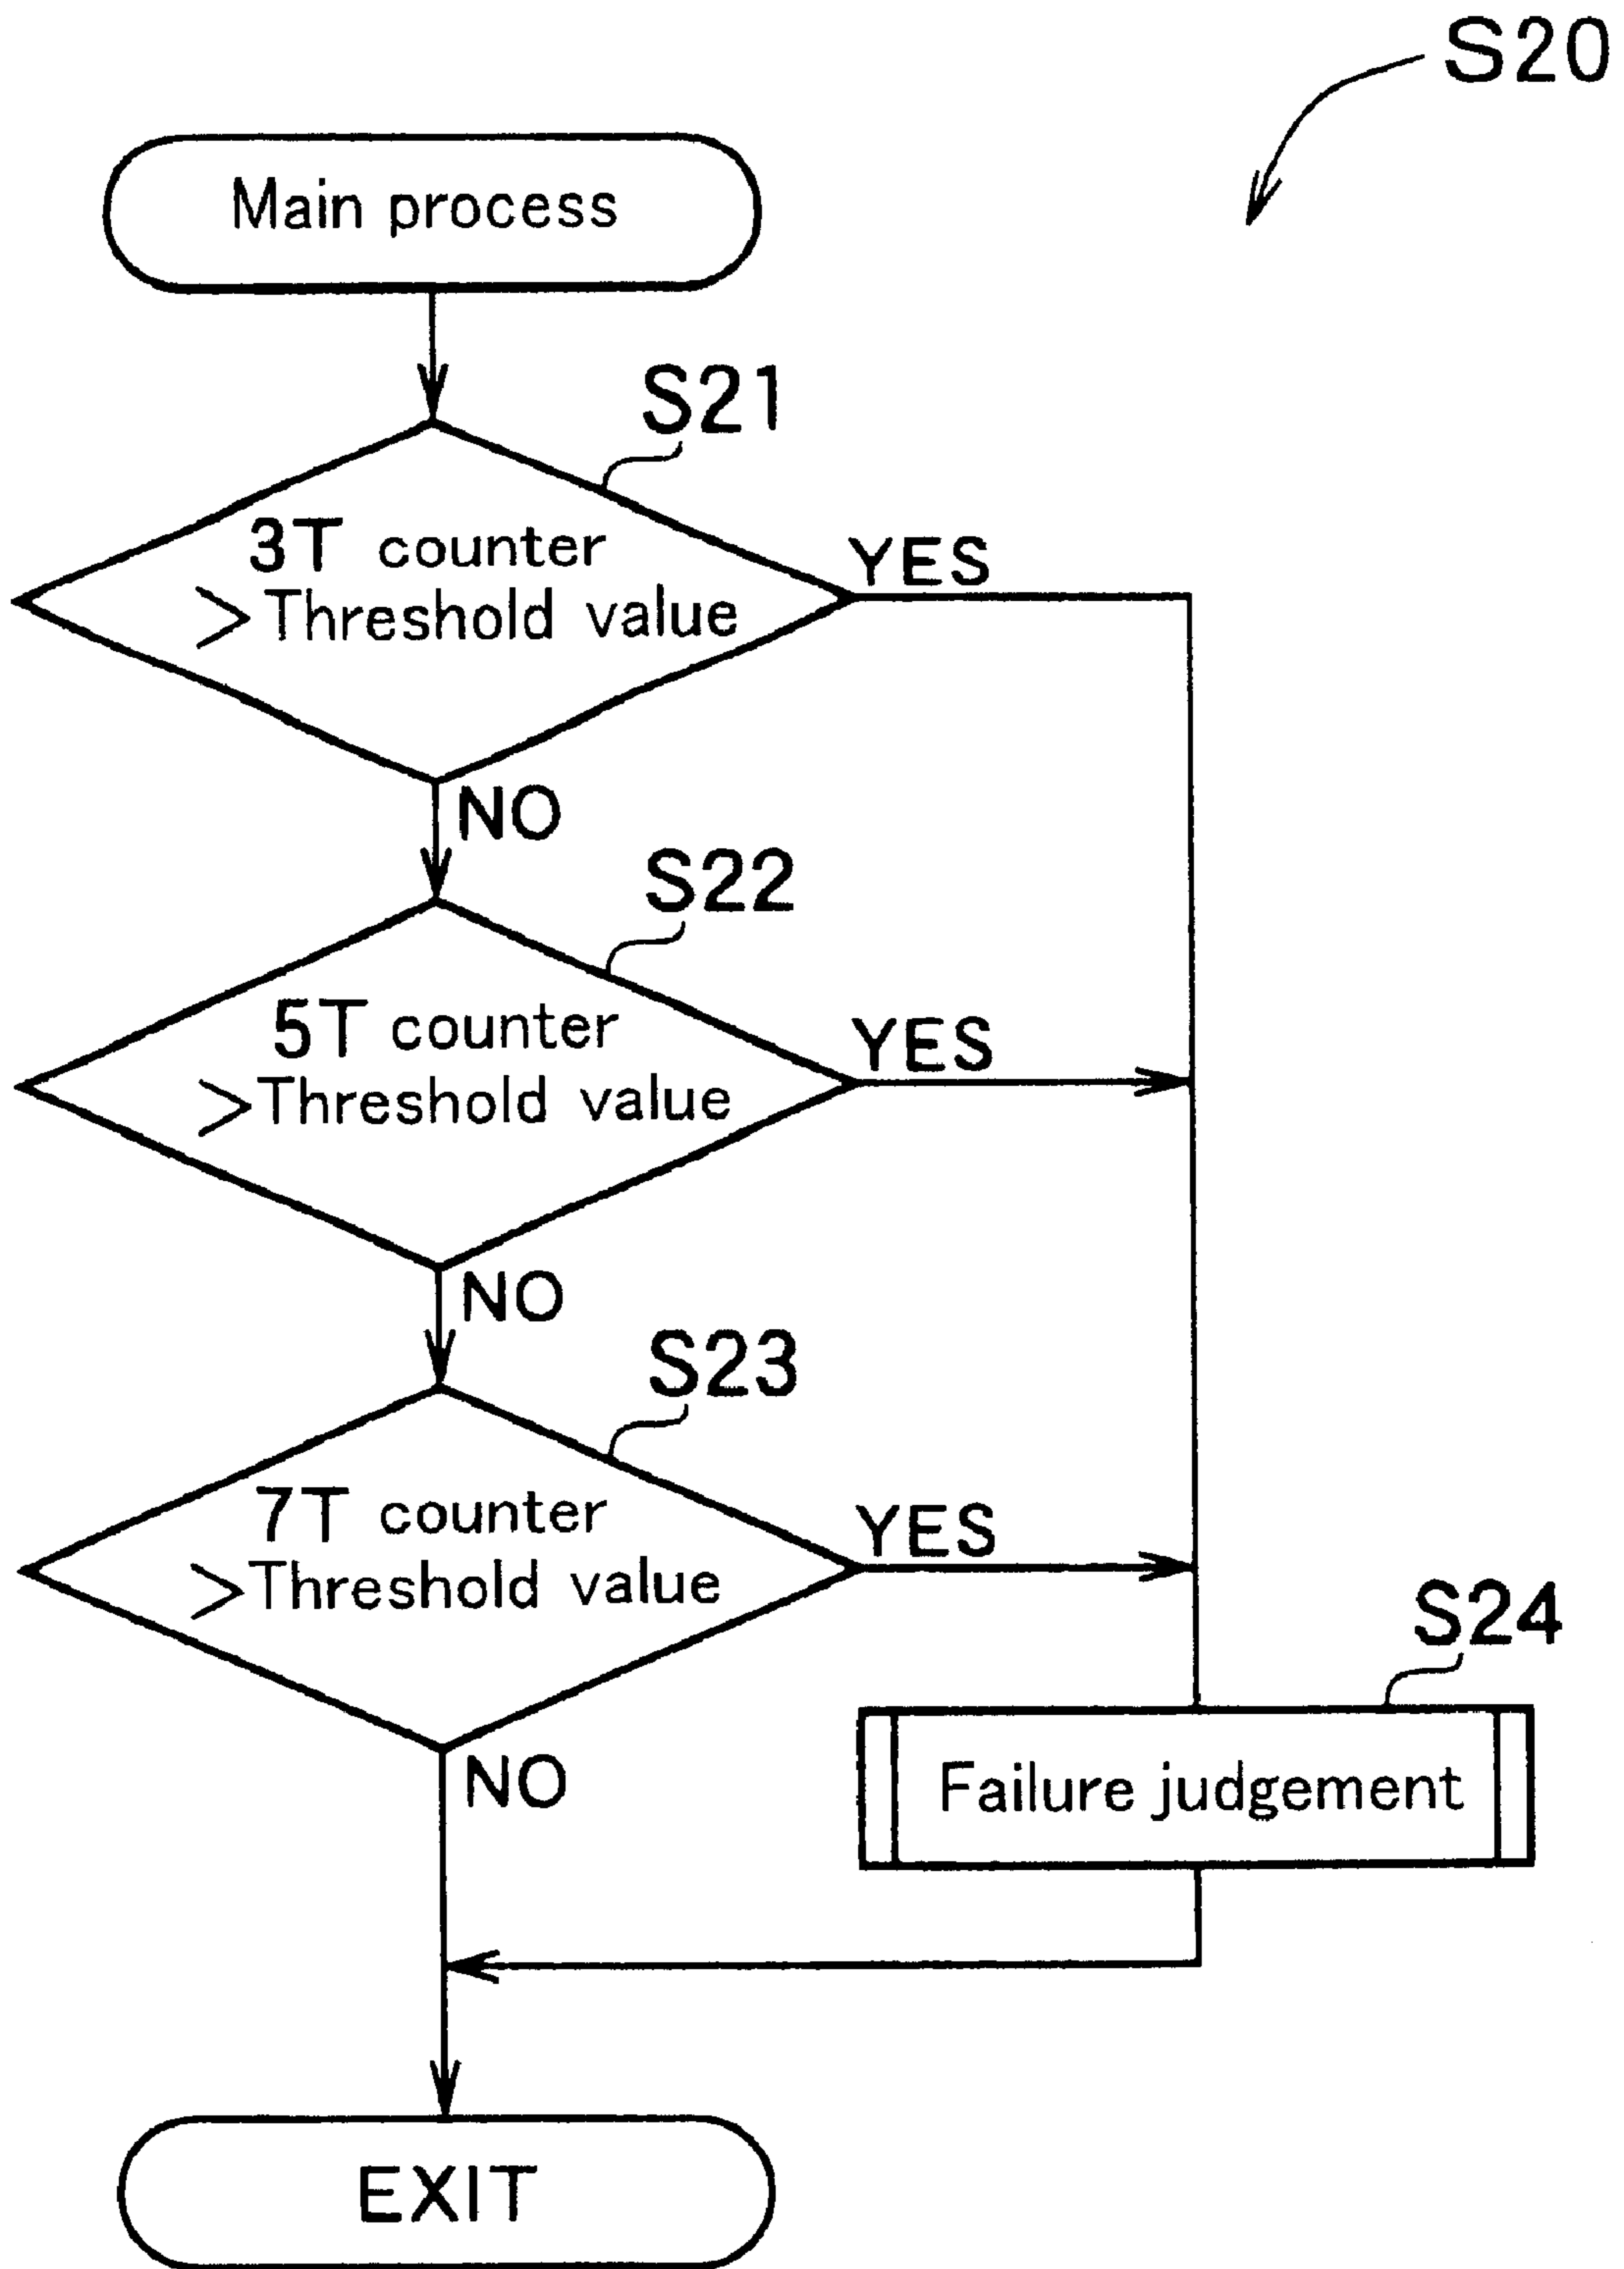 S20
Main process
S21
3T counter
>Threshold value
YES
NO
S22
5T counter
>Threshold value
YES
NO
S23
7T counter
>Threshold value
YES
NO
S24
Failure judgement
EXIT